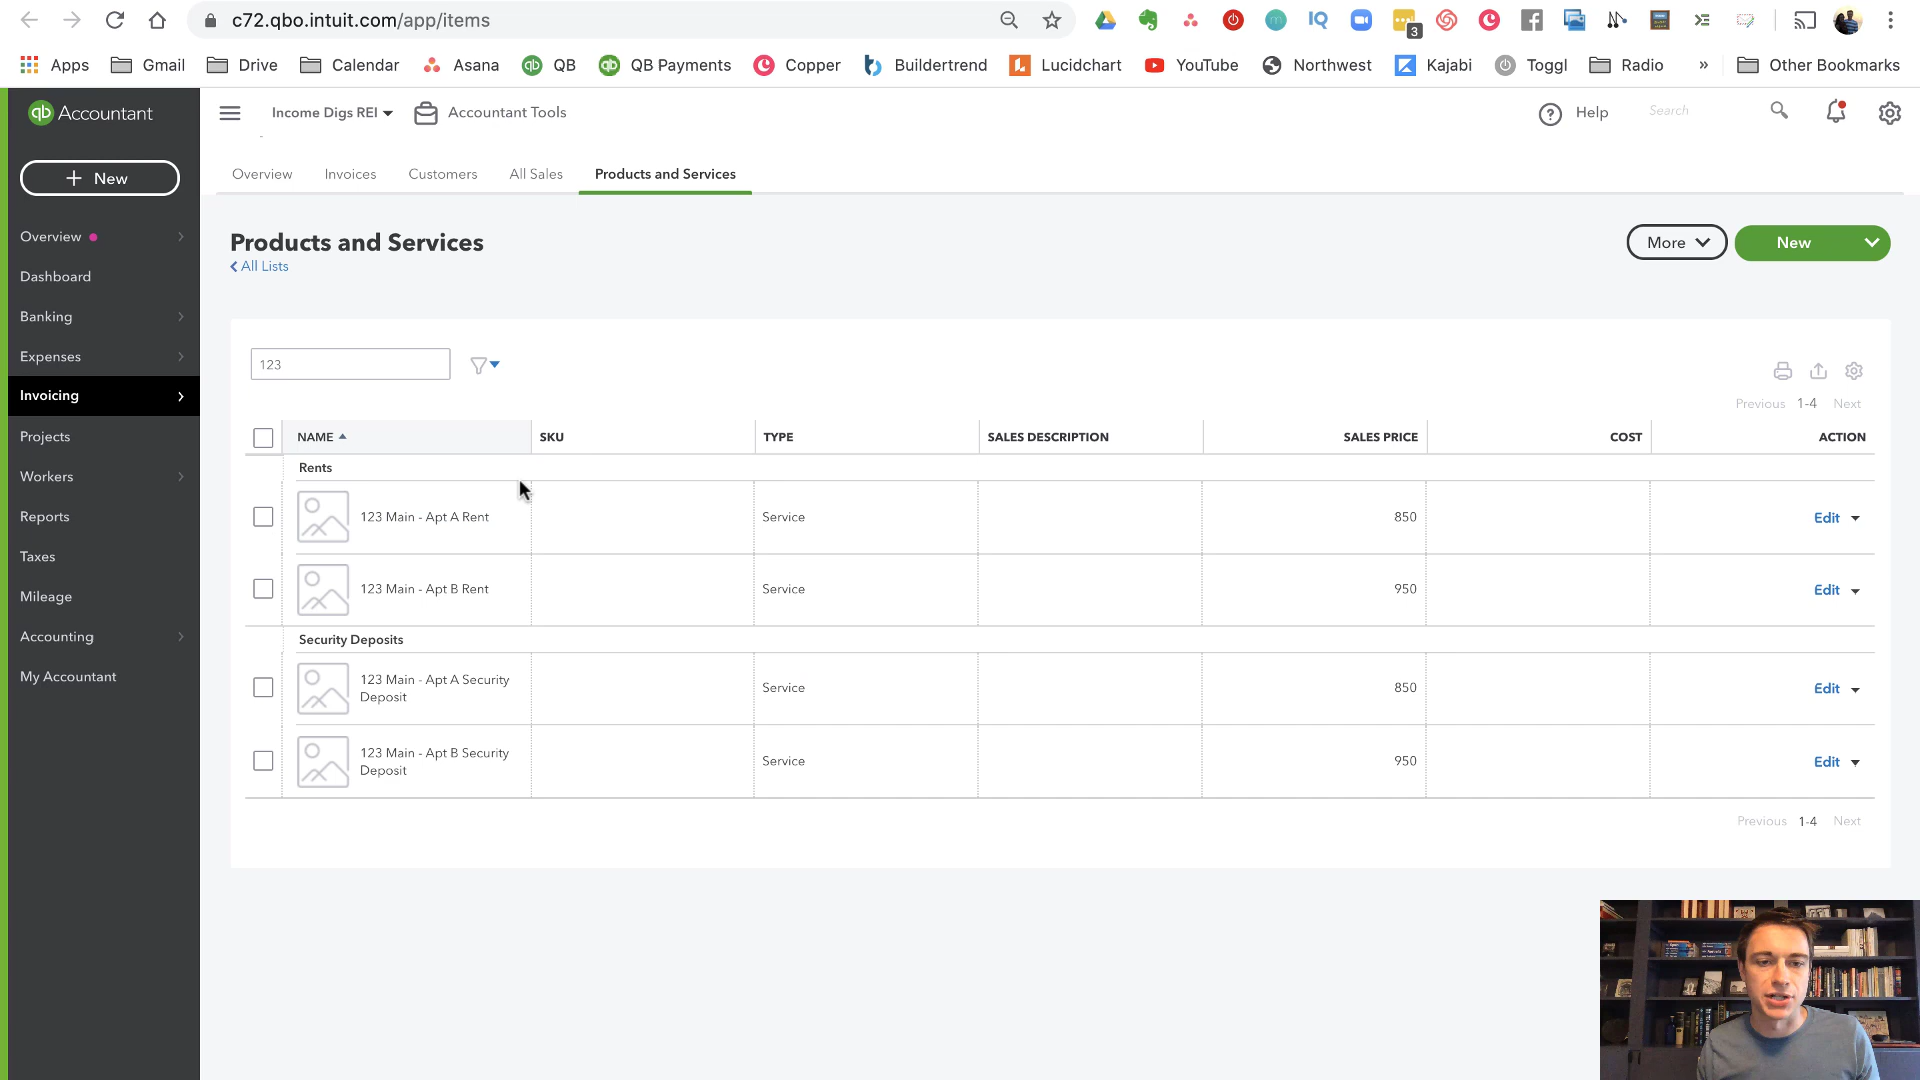 c72.qbo.intuit.com/app/items
3
Apps Gmail Drive Calendar Asana QB QB Payments Copper Buildertrend Lucidchart YouTube Northwest Kajabi Toggl Radio » Other Bookmarks
qb Accountant
Income Digs REI
Accountant Tools
Help
Search
+ New
Overview
Dashboard
Banking
Expenses
Invoicing
Projects
Workers
Reports
Taxes
Mileage
Accounting
My Accountant
Overview Invoices Customers All Sales Products and Services
Products and Services
All Lists
More
New
123
Previous 1-4 Next
NAME SKU TYPE SALES DESCRIPTION SALES PRICE COST ACTION
Rents
123 Main - Apt A Rent Service 850 Edit
123 Main - Apt B Rent Service 950 Edit
Security Deposits
123 Main - Apt A Security
Deposit
Service 850 Edit
123 Main - Apt B Security
Deposit
Service 950 Edit
Previous 1-4 Next